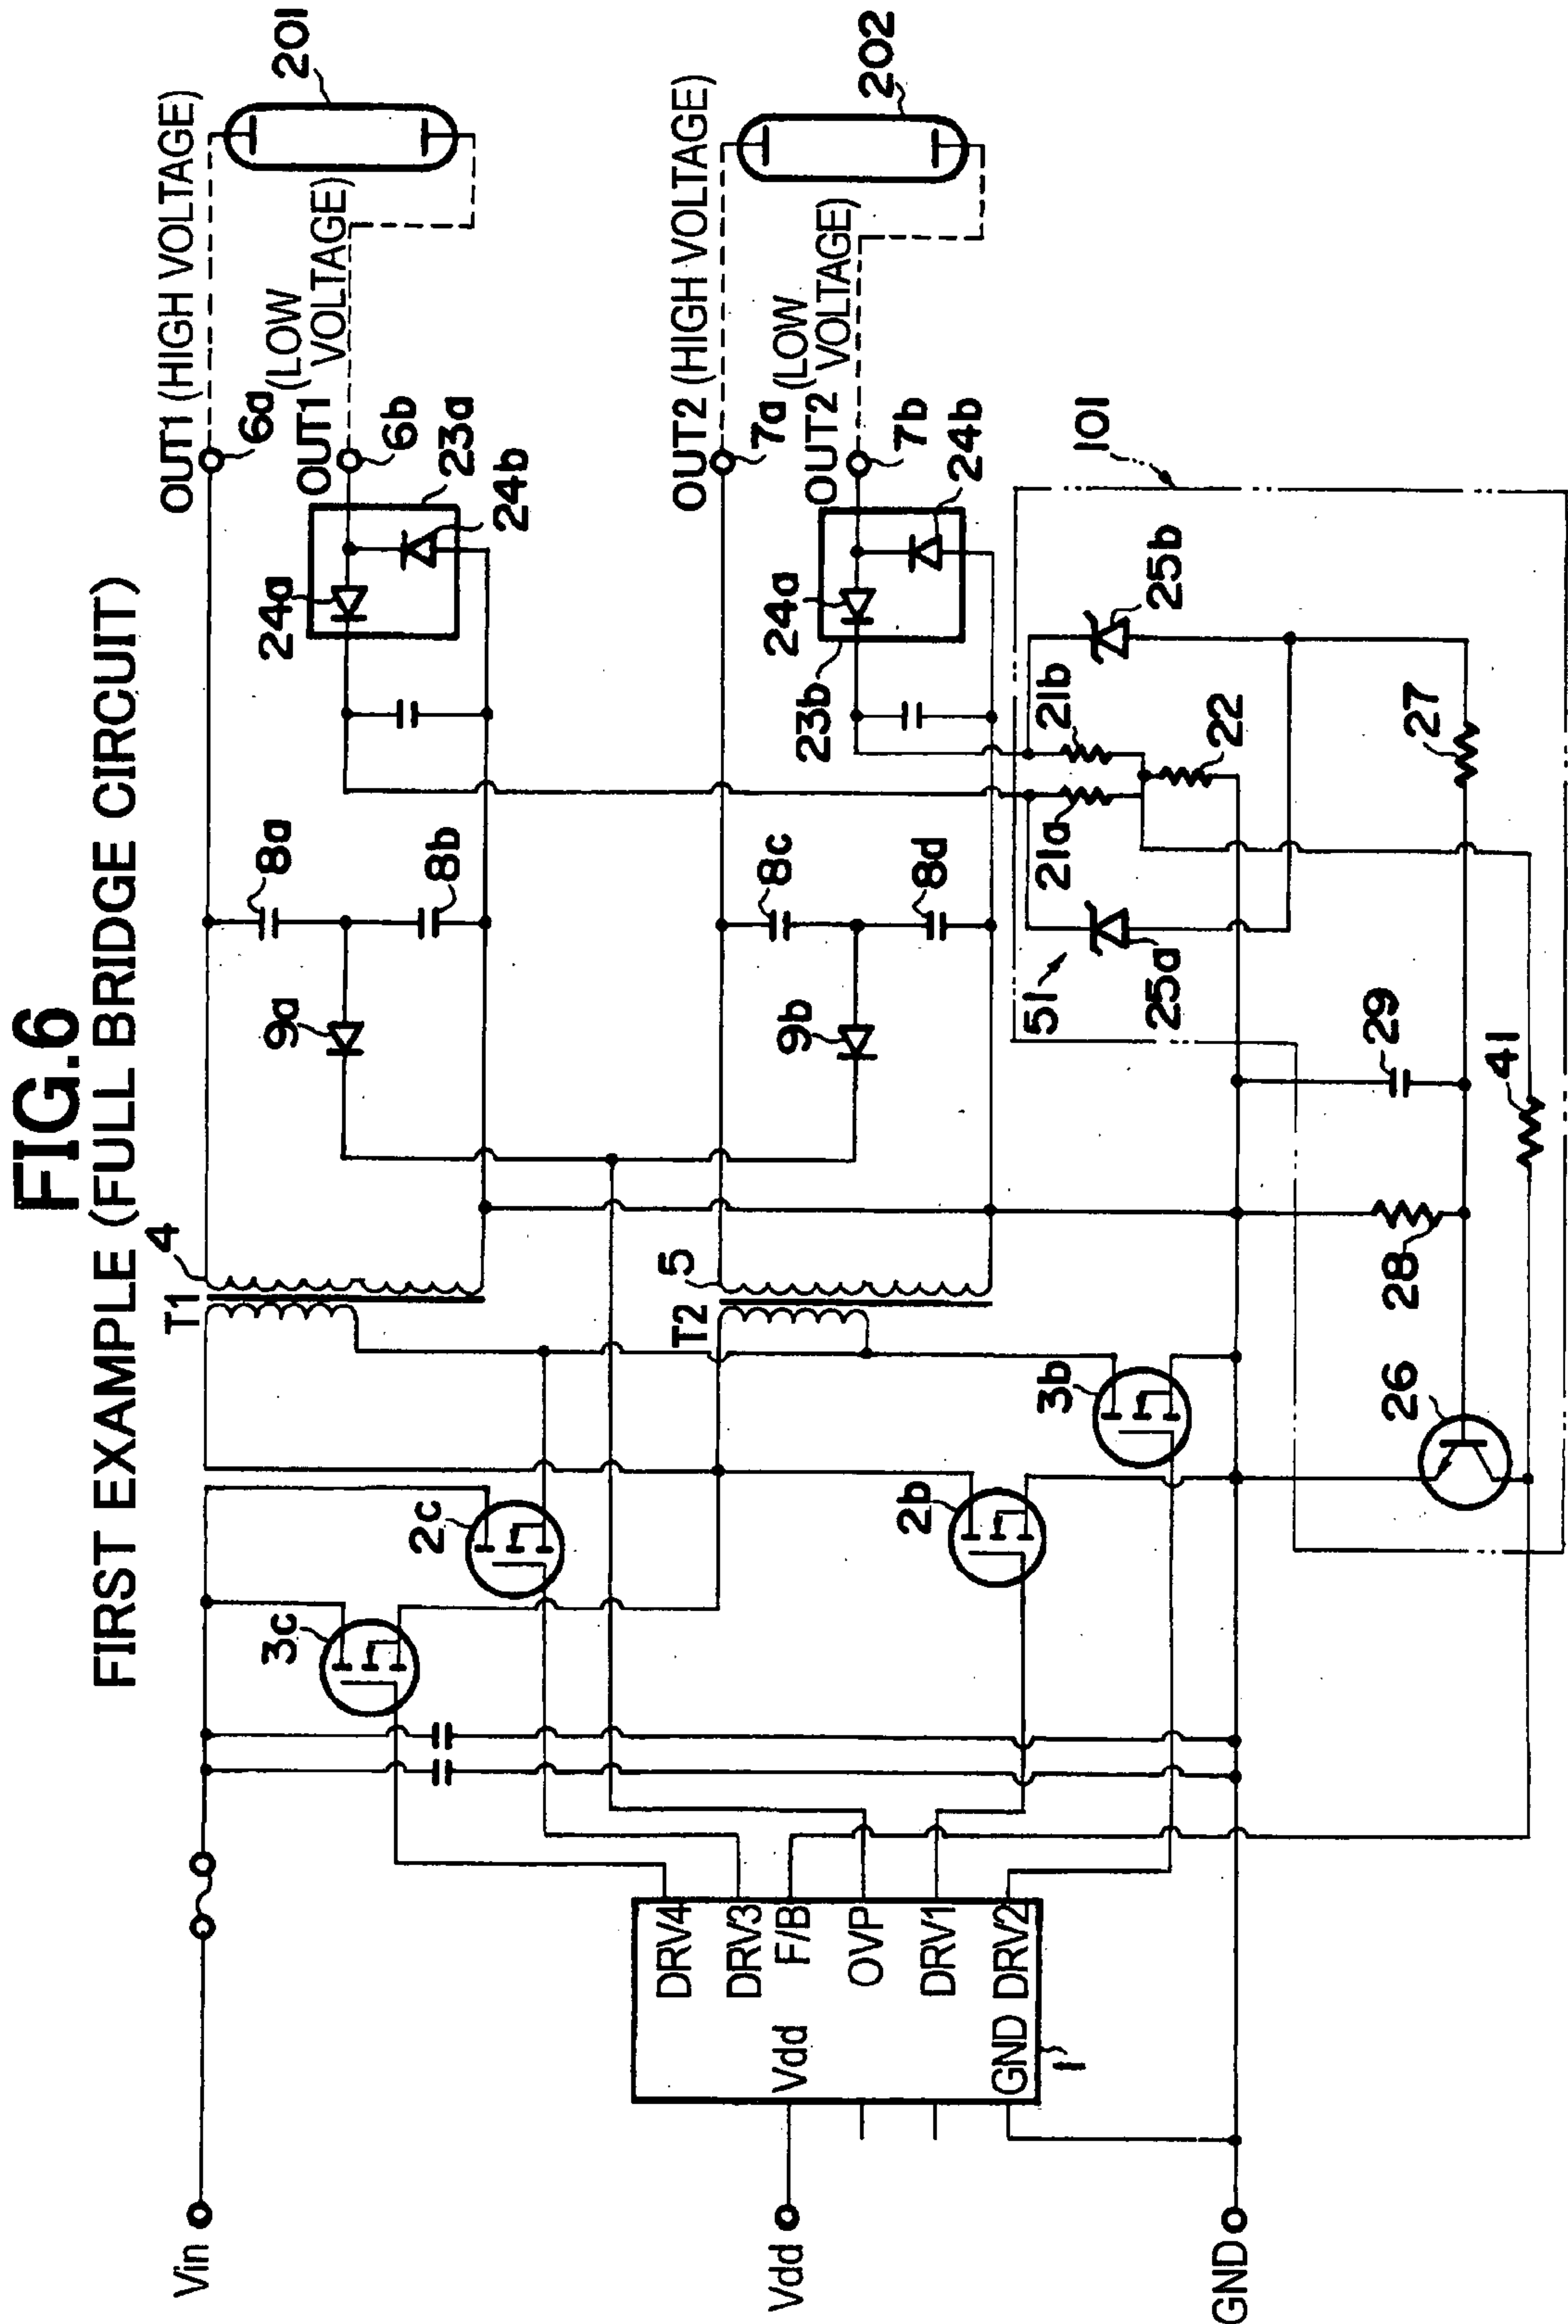 FIG.6
FIRST EXAMPLE (FULL BRIDGE CIRCUIT)
Vin
Vdd
GND
1
Vdd
GND
DRV4
DRV3
F/B
OVP
DRV1
DRV2
3c
2c
2b
3b
T1
4
T2
5
9a
8a
8b
9b
8c
8d
24a
24b
23a
OUT1 (HIGH VOLTAGE)
6a
OUT1
(LOW
VOLTAGE)
6b
201
24a
24b
23b
OUT2 (HIGH VOLTAGE)
7a
OUT2
(LOW
VOLTAGE)
7b
202
101
51
25a
25b
21a
21b
22
27
29
28
26
41